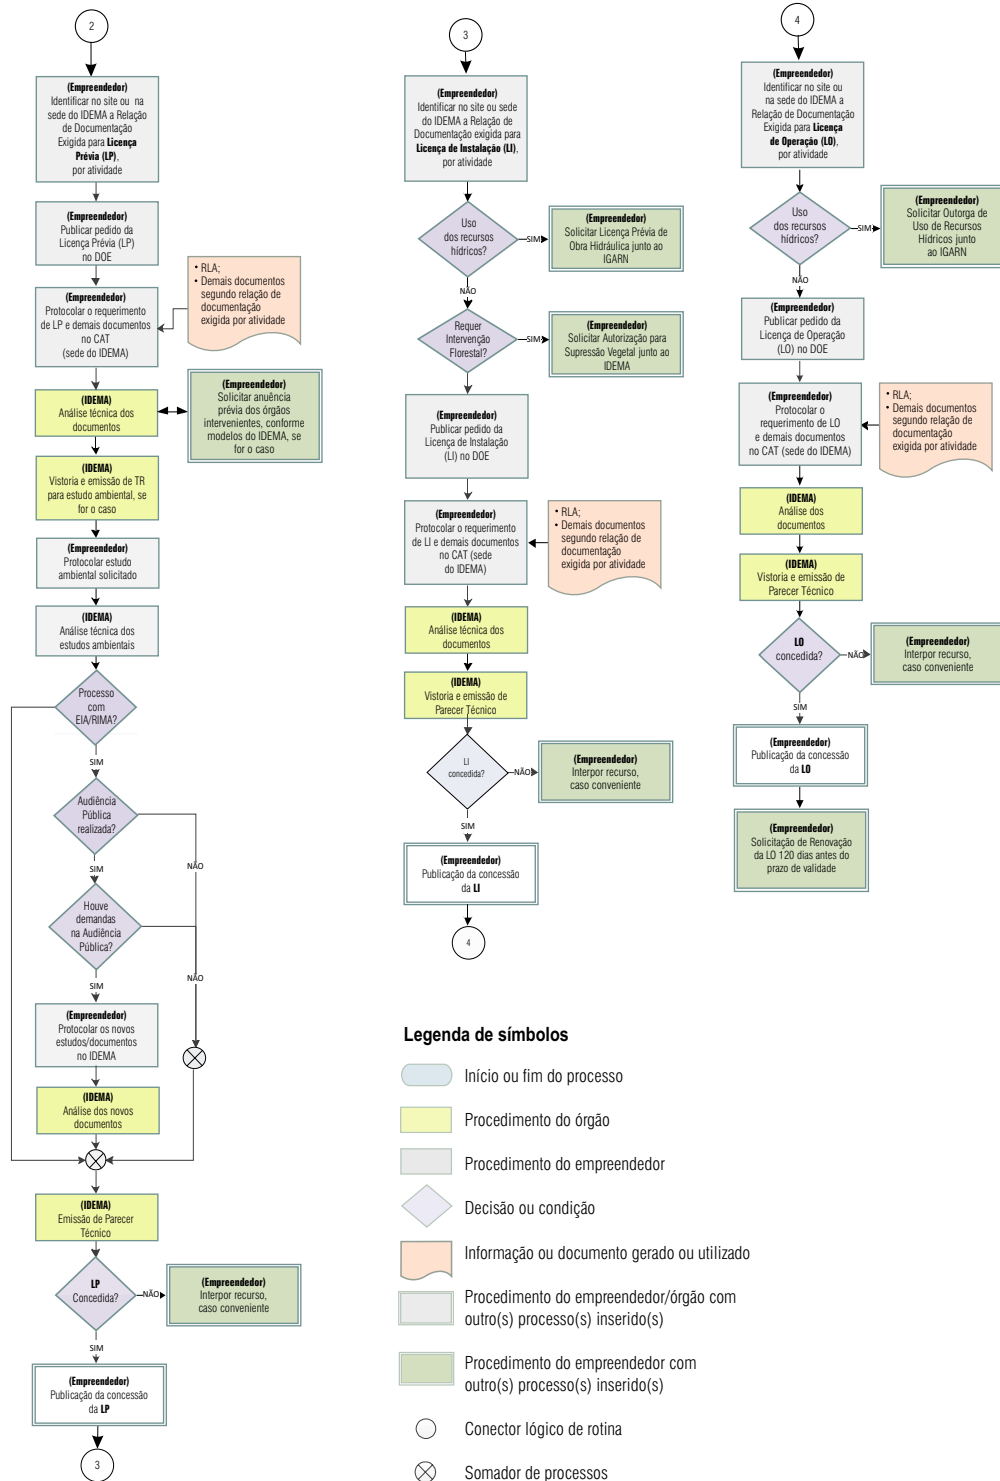 2
(Empreendedor)
Identificar no site ou na
sede do IDEMA a Relação
de Documentação
Exigida para Licença
Prévia (LP),
por atividade
(Empreendedor)
Publicar pedido da
Licença Prévia (LP)
no DOE
(Empreendedor)
Protocolar o requerimento
de LP e demais documentos
no CAT
(sede do IDEMA)
• RLA;
• Demais documentos
segundo relação de
documentação
exigida por atividade
(IDEMA)
Análise técnica dos
documentos
(Empreendedor)
Solicitar anuência
prévia dos órgãos
intervenientes, conforme
modelos do IDEMA, se
for o caso
(IDEMA)
Vistoria e emissão de TR
para estudo ambiental, se
for o caso
(Empreendedor)
Protocolar estudo
ambiental solicitado
(IDEMA)
Análise técnica dos
estudos ambientais
Processo
com
EIA/RIMA?
SIM
Audiência
Pública
realizada?
NÃO
SIM
Houve
demandas
na Audiência
Pública?
NÃO
SIM
(Empreendedor)
Protocolar os novos
estudos/documentos
no IDEMA
(IDEMA)
Análise dos novos
documentos
(IDEMA)
Emissão de Parecer
Técnico
LP
Concedida?
NÃO
(Empreendedor)
Interpor recurso,
caso conveniente
SIM
(Empreendedor)
Publicação da concessão
da LP
3
3
(Empreendedor)
Identificar no site ou sede
do IDEMA a Relação de
Documentação exigida para
Licença de Instalação (LI),
por atividade
Uso
dos recursos
hídricos?
SIM
(Empreendedor)
Solicitar Licença Prévia de
Obra Hidráulica junto ao
IGARN
NÃO
Requer
Intervenção
Florestal?
SIM
(Empreendedor)
Solicitar Autorização para
Supressão Vegetal junto ao
IDEMA
(Empreendedor)
Publicar pedido da
Licença de Instalação
(LI) no DOE
(Empreendedor)
Protocolar o requerimento
de LI e demais documentos
no CAT (sede
do IDEMA)
• RLA;
• Demais documentos
segundo relação de
documentação
exigida por atividade
(IDEMA)
Análise técnica dos
documentos
(IDEMA)
Vistoria e emissão de
Parecer Técnico
LI
concedida?
NÃO
(Empreendedor)
Interpor recurso,
caso conveniente
SIM
(Empreendedor)
Publicação da concessão
da LI
4
4
(Empreendedor)
Identificar no site ou
na sede do IDEMA a
Relação de Documentação
Exigida para Licença
de Operação (LO),
por atividade
Uso
dos recursos
hídricos?
SIM
(Empreendedor)
Solicitar Outorga de
Uso de Recursos
Hídricos junto
ao IGARN
NÃO
(Empreendedor)
Publicar pedido da
Licença de Operação
(LO) no DOE
(Empreendedor)
Protocolar o
requerimento de LO
e demais documentos
no CAT (sede do IDEMA)
• RLA;
• Demais documentos
segundo relação de
documentação
exigida por atividade
(IDEMA)
Análise dos
documentos
(IDEMA)
Vistoria e emissão de
Parecer Técnico
LO
concedida?
NÃO
(Empreendedor)
Interpor recurso,
caso conveniente
SIM
(Empreendedor)
Publicação da concessão
da LO
(Empreendedor)
Solicitação de Renovação
da LO 120 dias antes do
prazo de validade
Legenda de símbolos
Início ou fim do processo
Procedimento do órgão
Procedimento do empreendedor
Decisão ou condição
Informação ou documento gerado ou utilizado
Procedimento do empreendedor/órgão com
outro(s) processo(s) inserido(s)
Procedimento do empreendedor com
outro(s) processo(s) inserido(s)
Conector lógico de rotina
Somador de processos